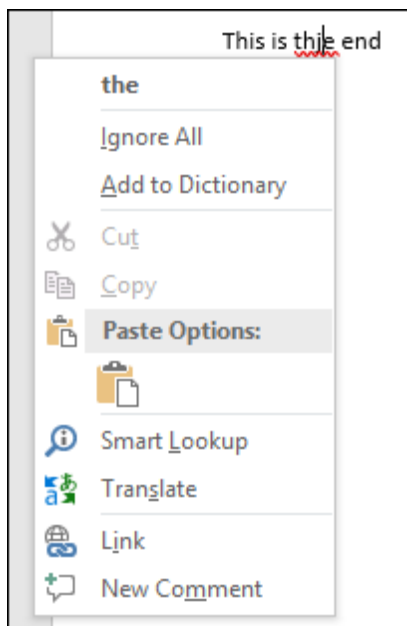 This is thje end
the
Ignore All
Add to Dictionary
Cut
Copy
Paste Options:
Smart Lookup
Translate
Link
New Comment